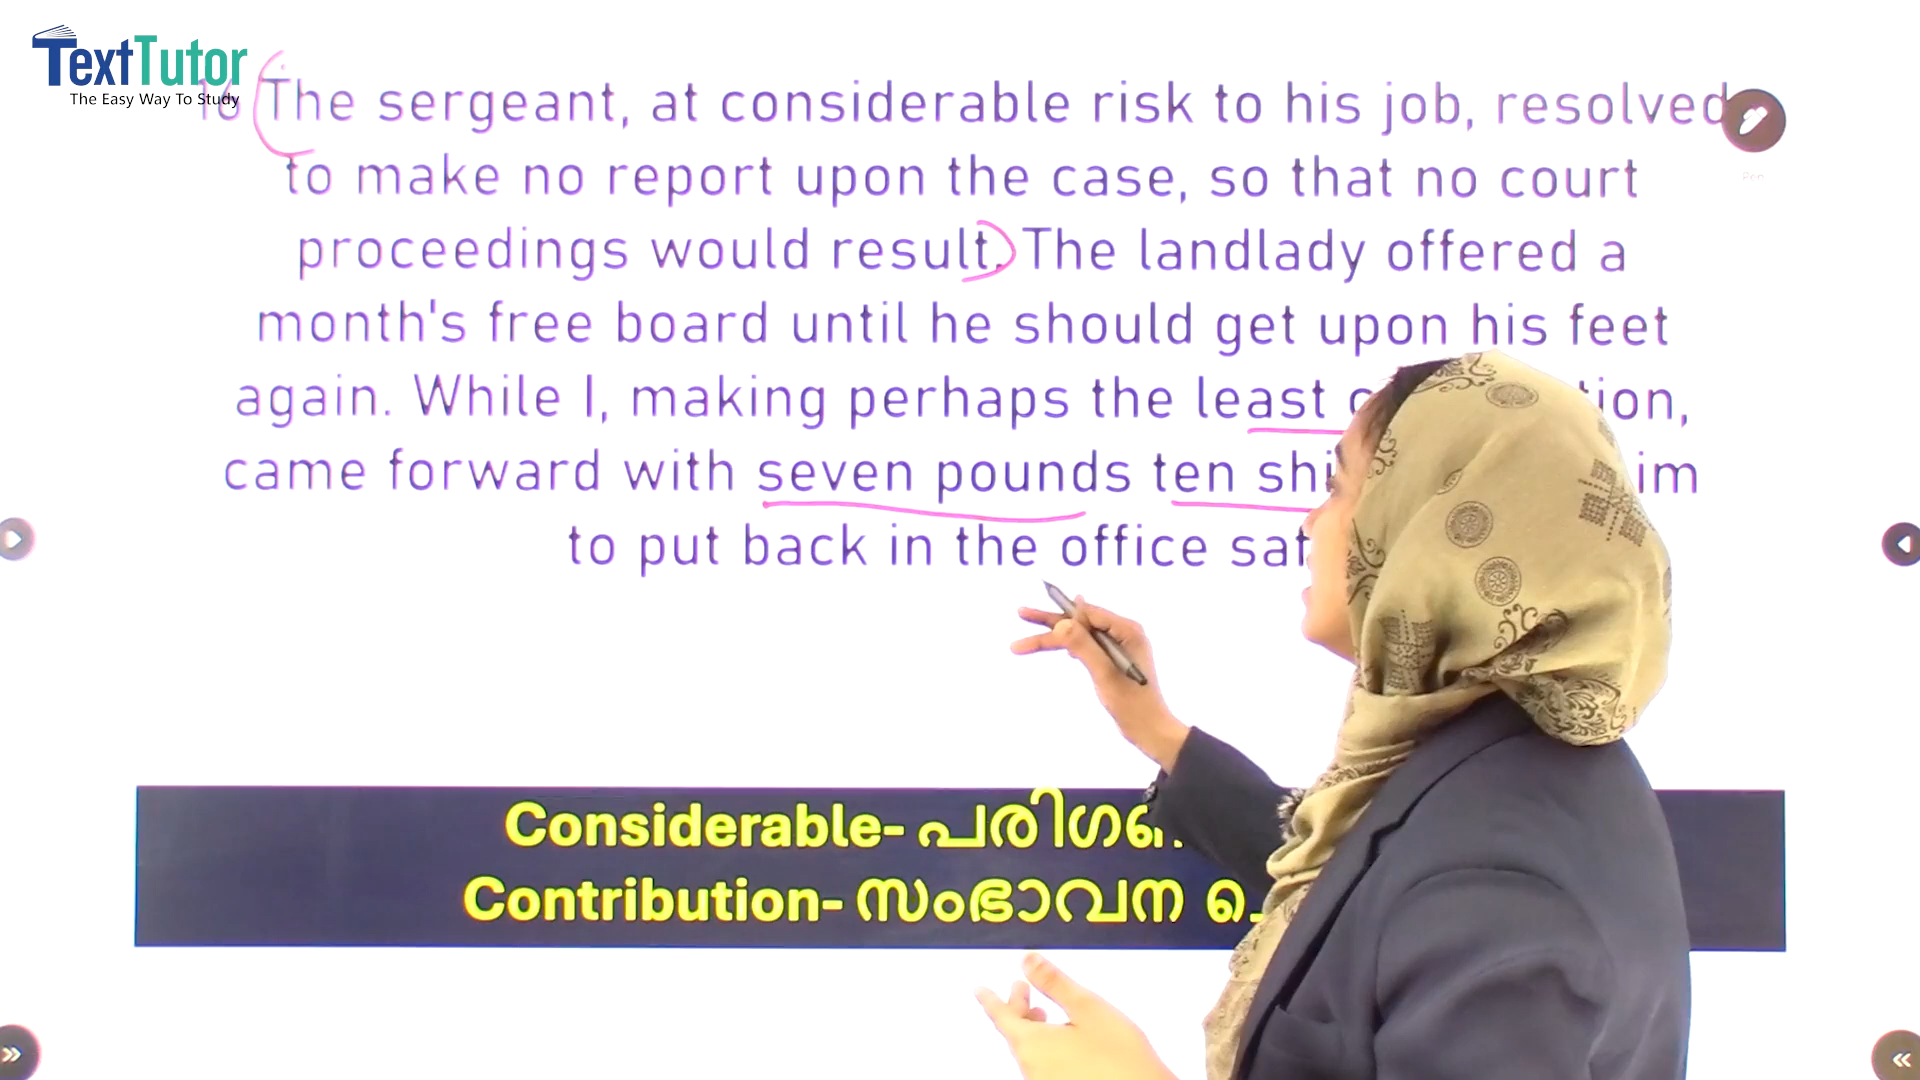 TextTutor
The Easy Way To Study
16 The sergeant, at considerable risk to his job, resolved
to make no report upon the case, so that no court
proceedings would result. The landlady offered a
month's free board until he should get upon his feet
again. While I, making perhaps the least
came forward with seven pounds ten
to put back in the office
Pen
Considerable-
Contribution- സംഭാവന